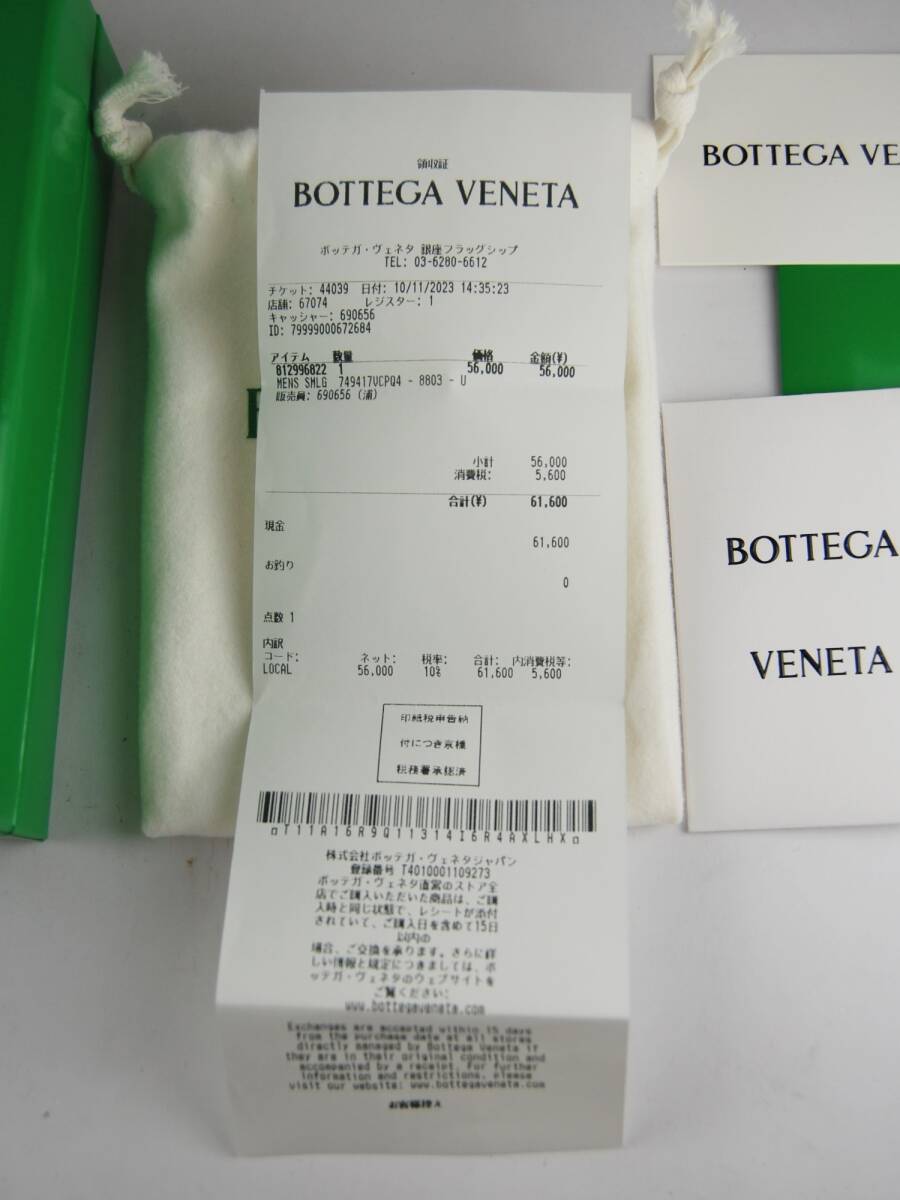 領収証
BOTTEGA VENETA
ボッテガ・ヴェネタ 銀座フラッグシップ
TEL: 03-6280-6612
チケット: 44039 日付: 10/11/2023 14:35:23
店舗: 67074 レジスター: 1
キャッシャー: 690656
ID: 79999000672684
アイテム 数量 価格 金額(¥)
812996822 1 56,000 56,000
MENS SMLG 749417VCPQ4 - 8803 - U
販売員: 690656 (浦)
小計 56,000
消費税: 5,600
合計(¥) 61,600
現金
61,600
お釣り
0
点数 1
内訳
コード: ネット: 税率: 合計: 内消費税等:
LOCAL 56,000 10% 61,600 5,600
印紙税申告納
付につき京橋
税務署承認済
T11A16R9Q11314I6R4AXLHX
株式会社ボッテガ・ヴェネタジャパン
登録番号 T4010001109273
ボッテガ・ヴェネタ直営のストア全
店でご購入いただいた商品は、ご購
入時と同じ状態で、レシートが添付
されていて、ご購入日を含めて15日
以内の
場合、ご交換を承ります。さらに詳
しい情報と規定につきましては、ボ
ッテガ・ヴェネタのウェブサイトを
ご覧ください:
www.bottegaveneta.com
Exchanges are accepted within 15 days
from the purchase date at all stores
directly managed by Bottega Veneta if
they are in their original condition and
accompanied by a receipt. For further
information and restrictions, please
visit our website: www.bottegaveneta.com
BOTTEGA VE
BOTTEGA
VENETA